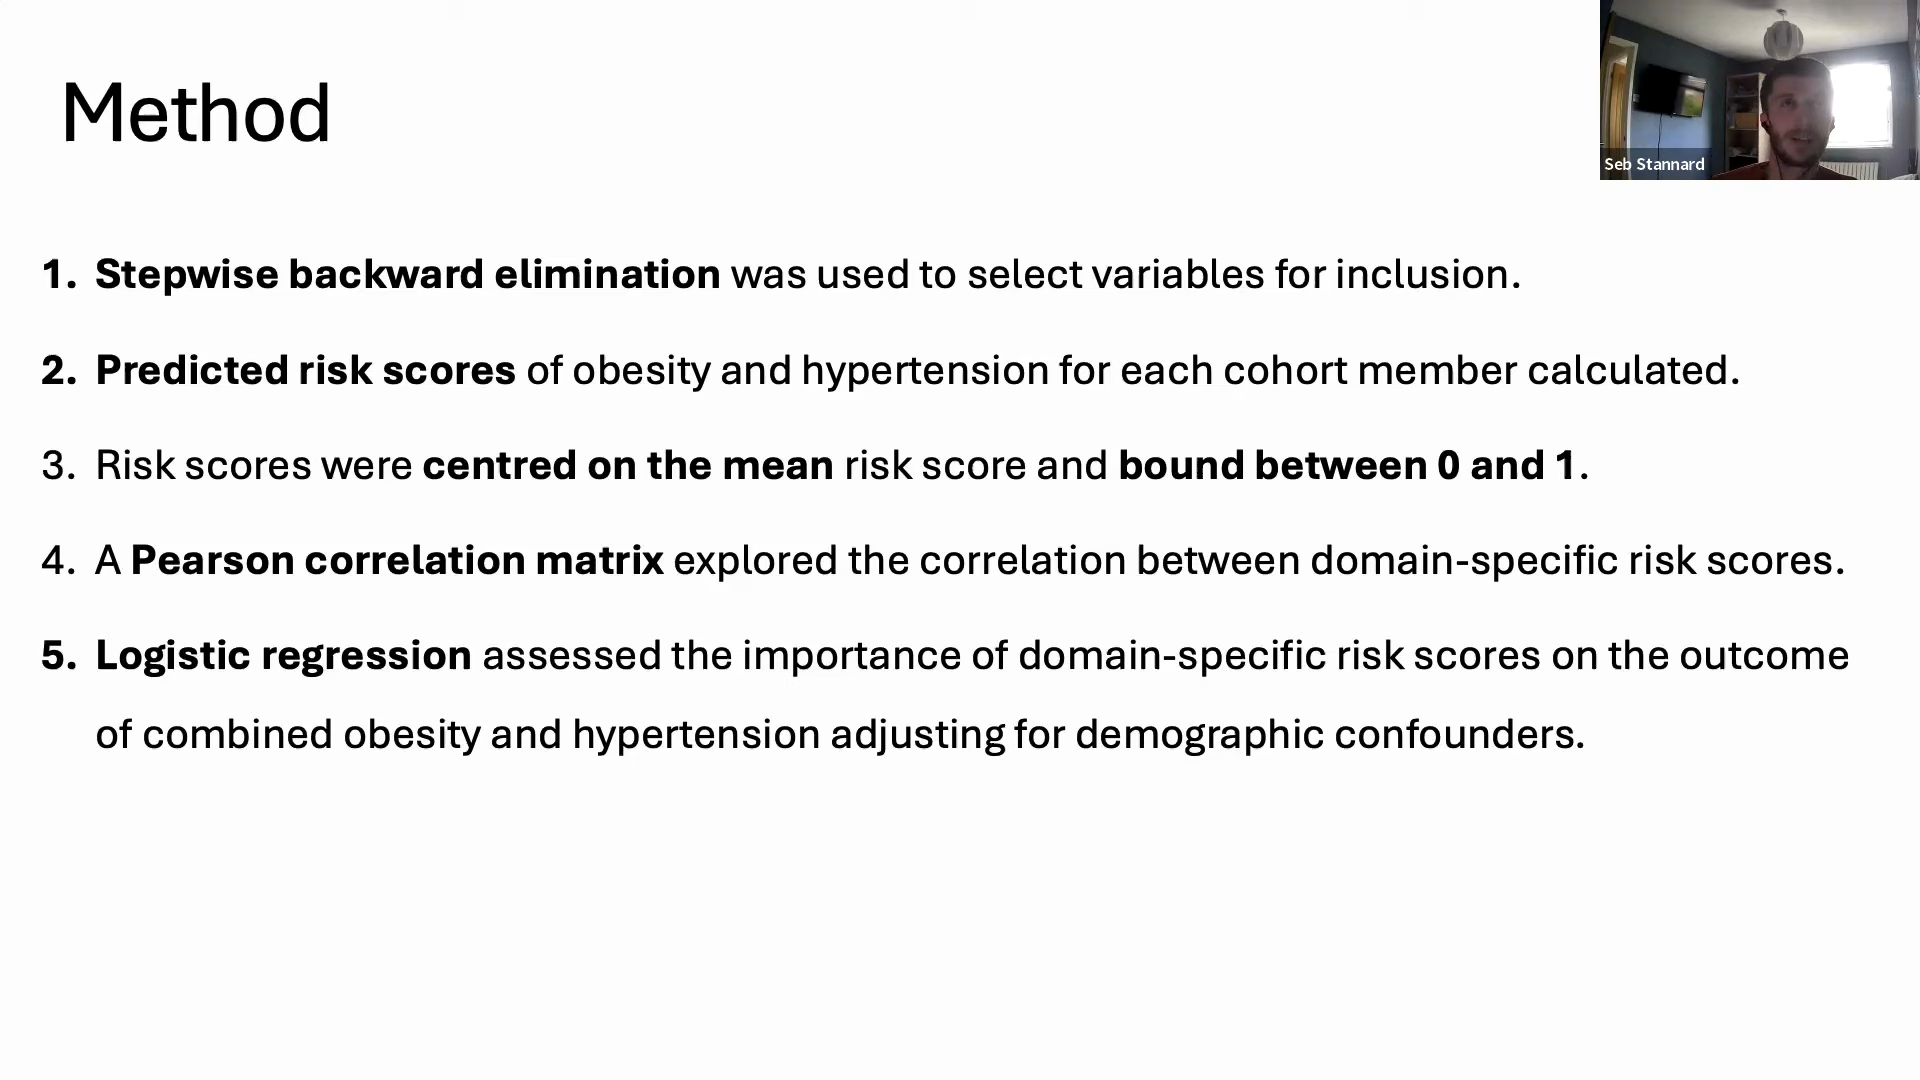 Method
Seb Stannard
1. Stepwise backward elimination was used to select variables for inclusion.
2. Predicted risk scores of obesity and hypertension for each cohort member calculated.
3. Risk scores were centred on the mean risk score and bound between 0 and 1.
4. A Pearson correlation matrix explored the correlation between domain-specific risk scores.
5. Logistic regression assessed the importance of domain-specific risk scores on the outcome
of combined obesity and hypertension adjusting for demographic confounders.